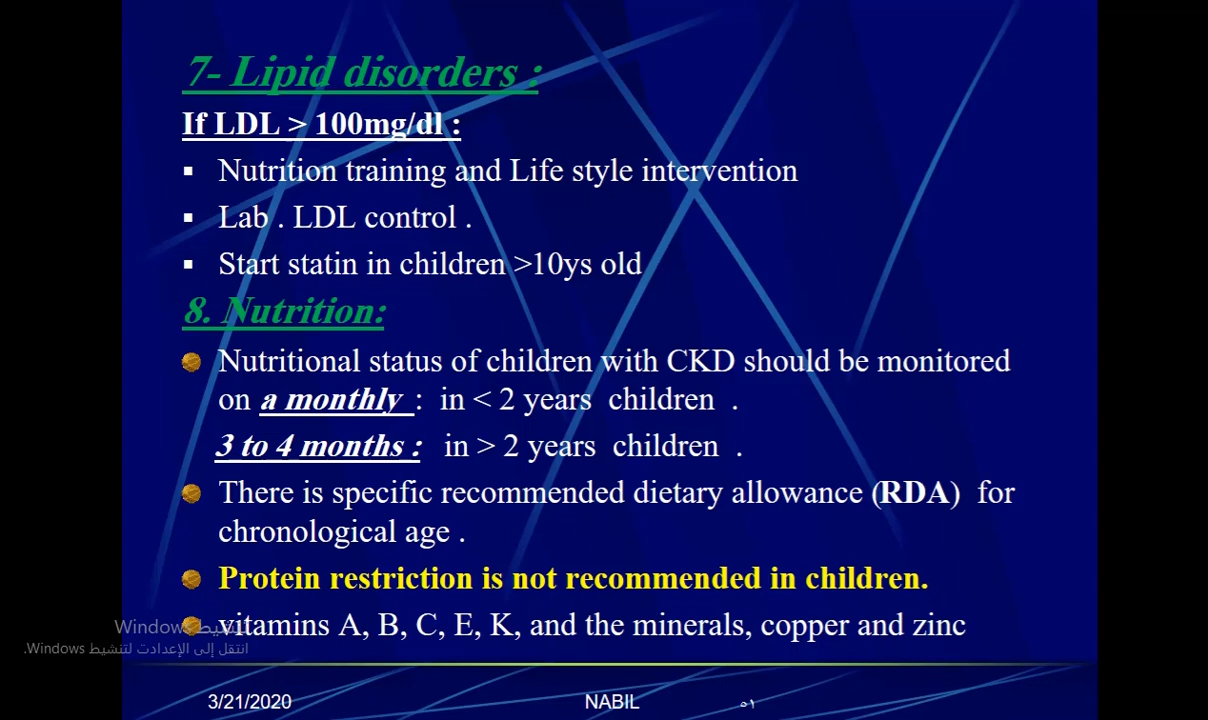 7- Lipid disorders :
If LDL > 100mg/dl :
▪ Nutrition training and Life style intervention
▪ Lab . LDL control .
▪ Start statin in children >10ys old
8. Nutrition:
Nutritional status of children with CKD should be monitored
on a monthly : in < 2 years children .
3 to 4 months : in > 2 years children .
There is specific recommended dietary allowance (RDA) for
chronological age .
Protein restriction is not recommended in children.
vitamins A, B, C, E, K, and the minerals, copper and zinc
تنشيط Windows
انتقل إلى الإعدادت لتنشيط Windows.
3/21/2020 NABIL ٥١